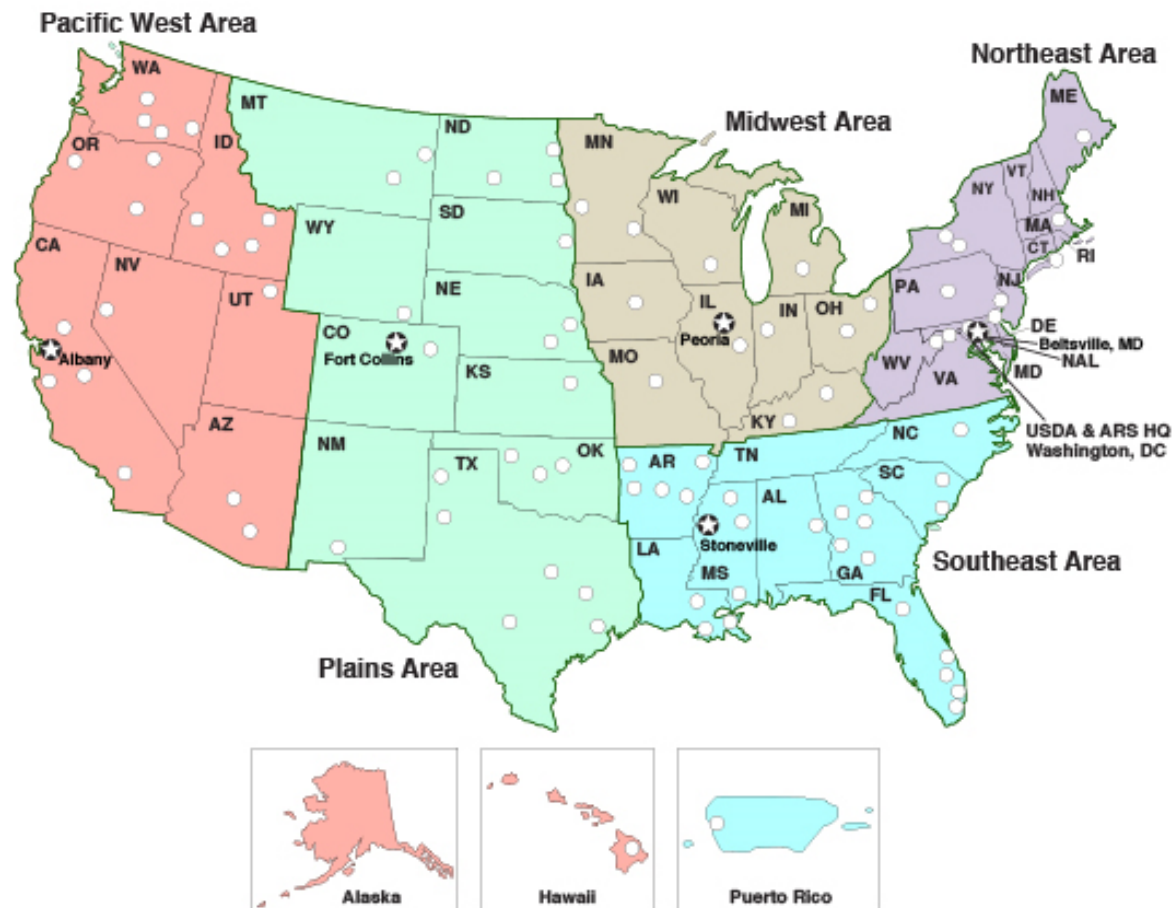 Pacific West Area
Northeast Area
Midwest Area
WA
MT
ND
MN
ME
OR
ID
WI
MI
NY
VT
NH
SD
WY
MA
CT
RI
CA
NV
UT
NE
IA
IL
IN
OH
PA
NJ
CO
Fort Collins
Albany
Peoria
DE
Beltsville, MD
NAL
MD
KS
MO
WV
VA
AZ
NM
KY
USDA & ARS HQ
Washington, DC
NC
TX
OK
AR
TN
SC
AL
Stoneville
LA
MS
GA
FL
Southeast Area
Plains Area
Alaska
Hawaii
Puerto Rico